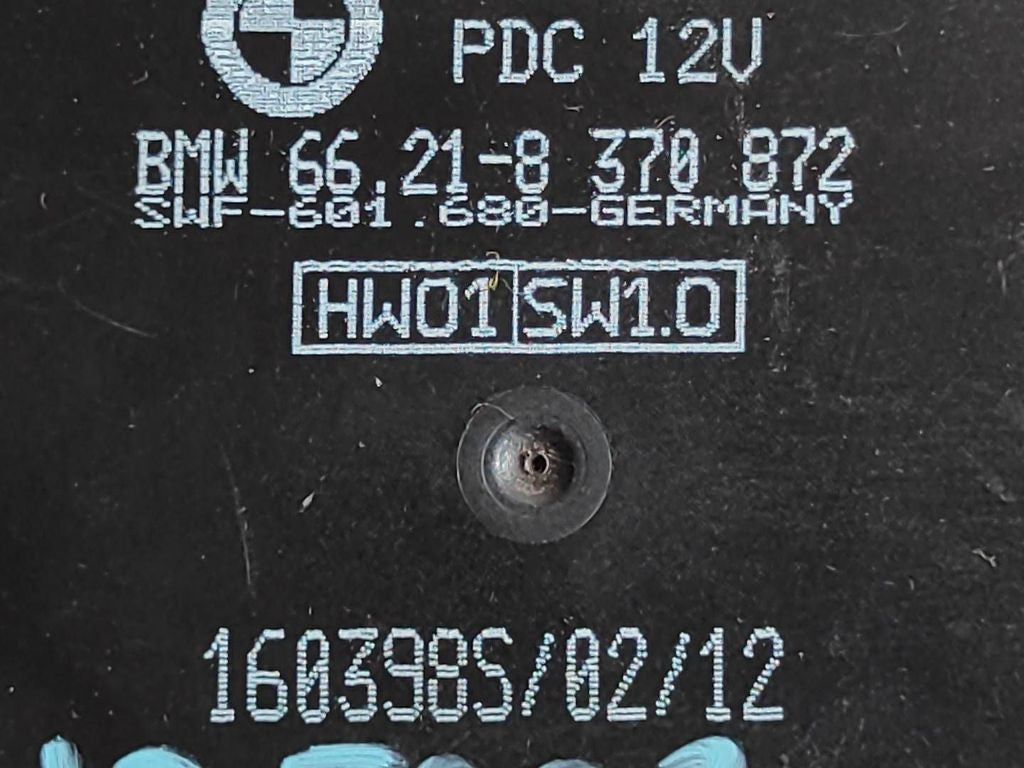 PDC 12V
BMW 66.21-8 370 872
SWF-601.680-GERMANY
HW01 SW1.0
160398S/02/12